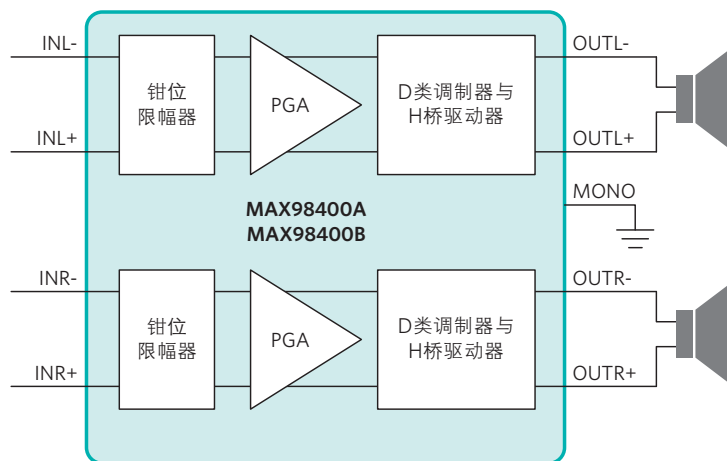 INL-
OUTL-
钳位
限幅器
PGA
D类调制器与
H桥驱动器
INL+
OUTL+
MONO
MAX98400A
MAX98400B
INR-
OUTR-
钳位
限幅器
PGA
D类调制器与
H桥驱动器
INR+
OUTR+